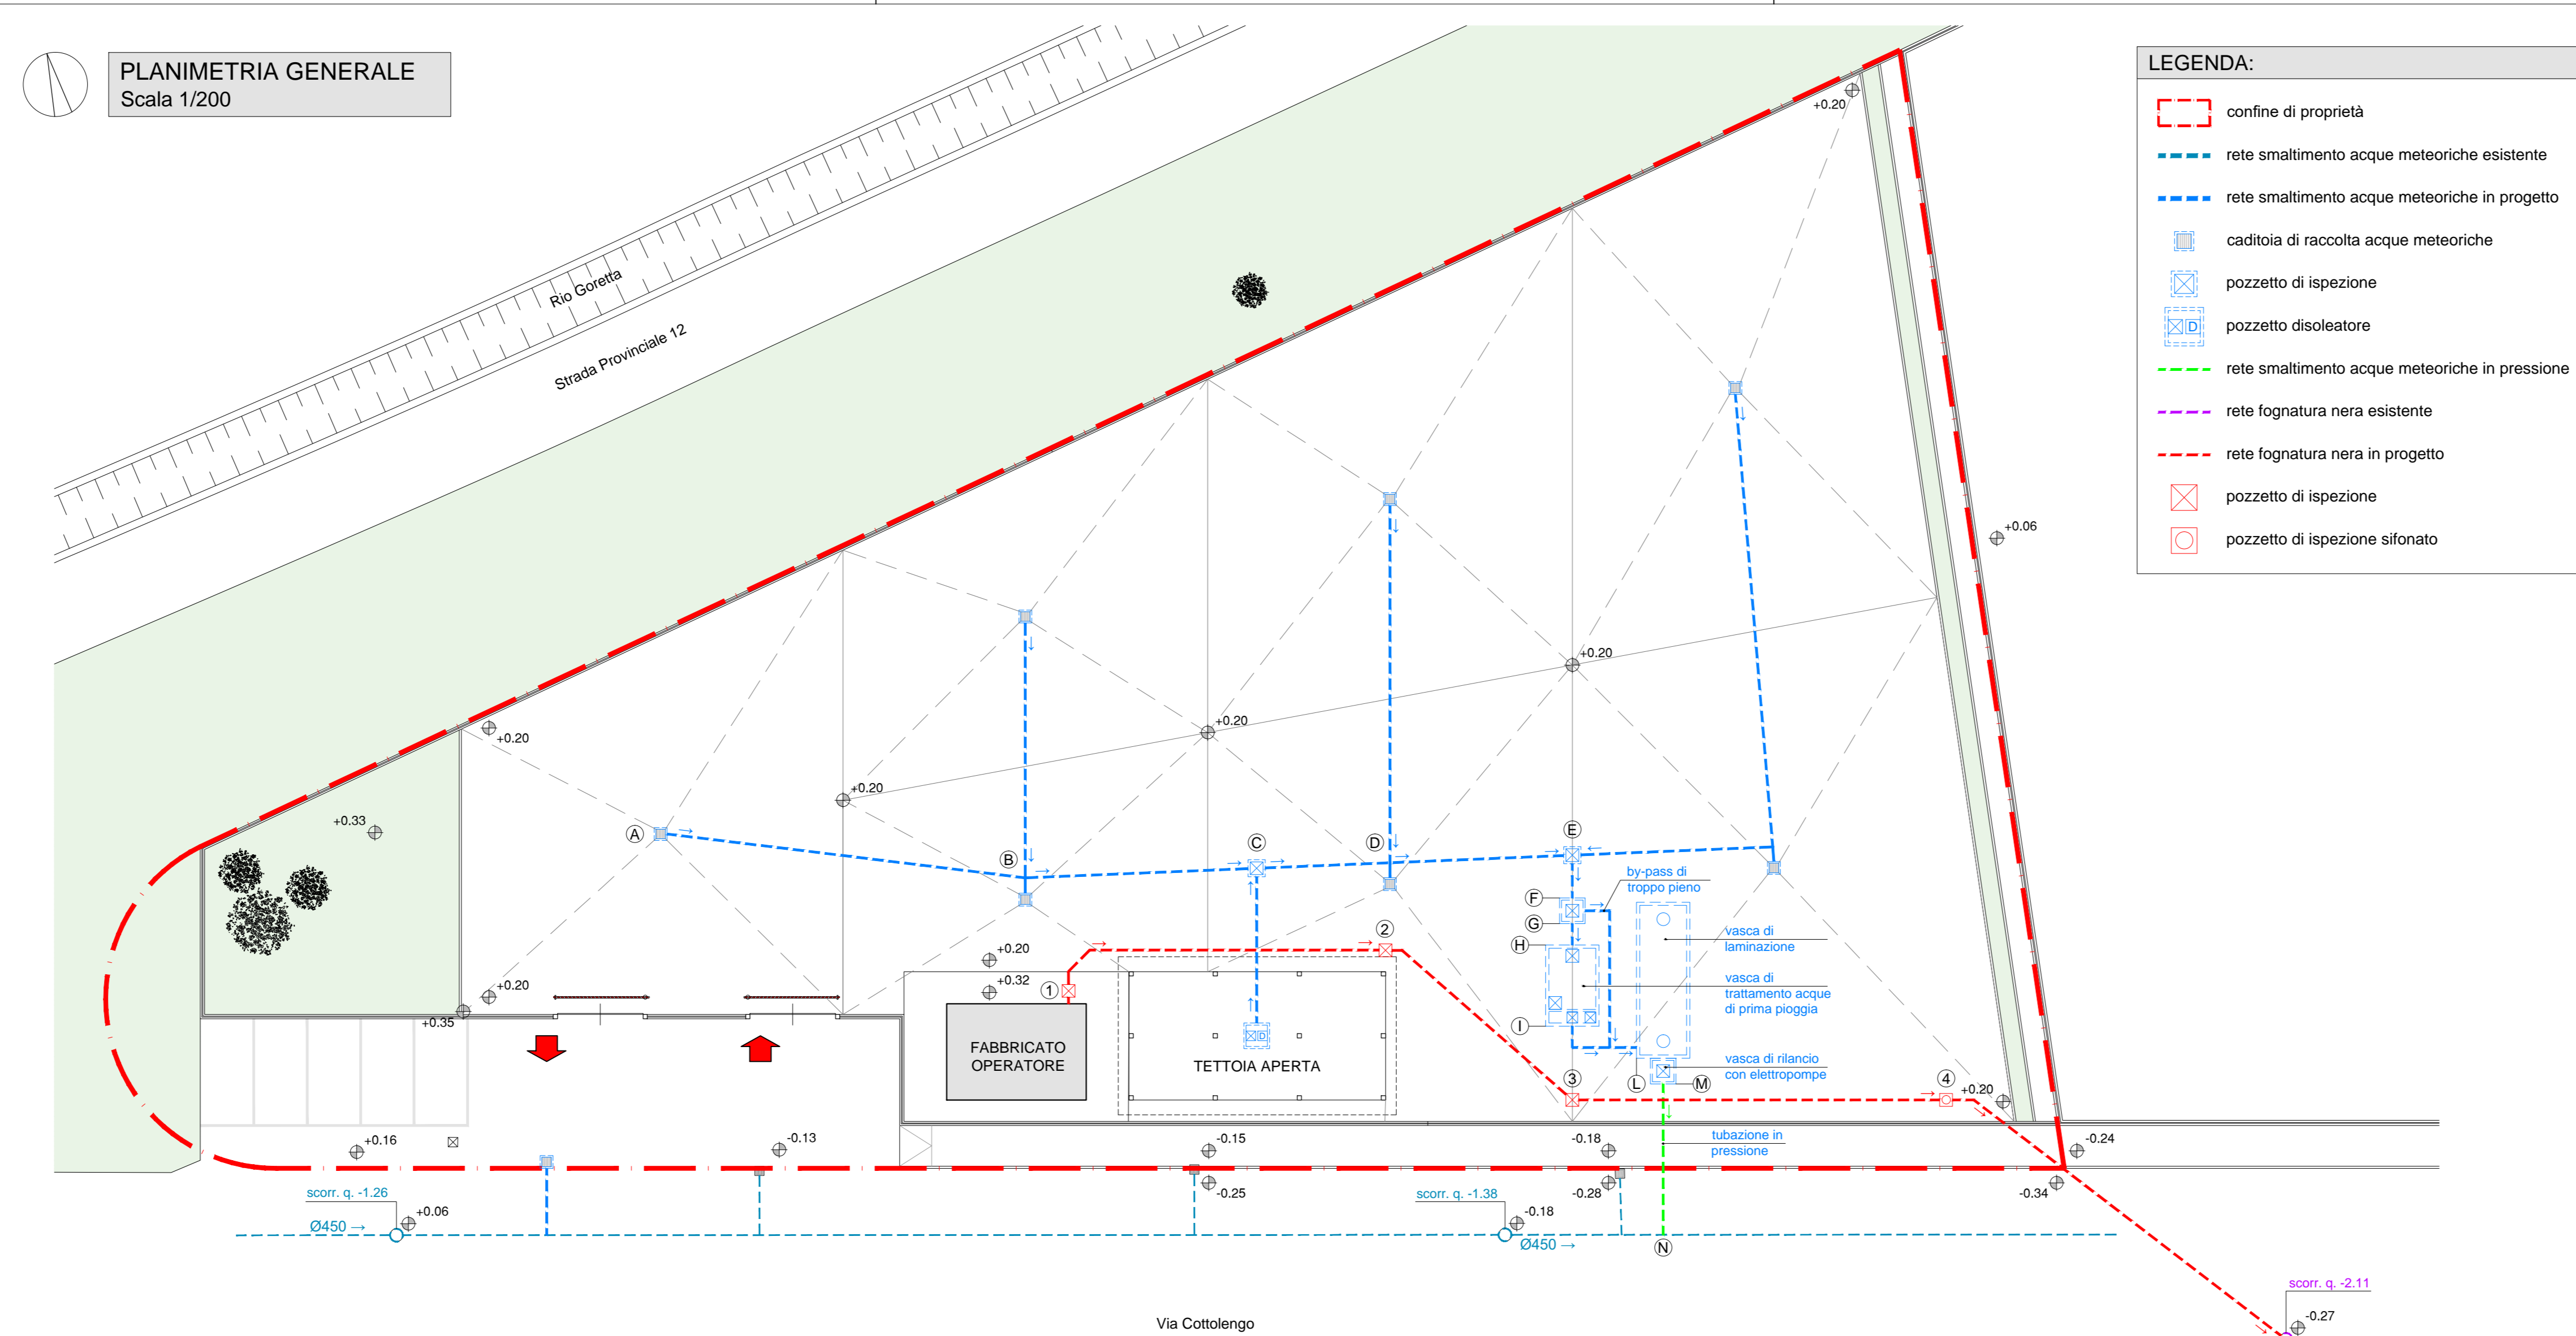 PLANIMETRIA GENERALE
Scala 1/200
LEGENDA:
confine di proprietà
rete smaltimento acque meteoriche esistente
rete smaltimento acque meteoriche in progetto
caditoia di raccolta acque meteoriche
pozzetto di ispezione
D
pozzetto disoleatore
rete smaltimento acque meteoriche in pressione
rete fognatura nera esistente
rete fognatura nera in progetto
pozzetto di ispezione
pozzetto di ispezione sifonato
+0.20
Rio Goretta
Strada Provinciale 12
+0.06
+0.20
+0.20
+0.20
+0.20
+0.33
A
B
C
D
E
by-pass di
troppo pieno
F
G
H
I
vasca di
laminazione
vasca di
trattamento acque
di prima pioggia
vasca di rilancio
con elettropompe
L
M
+0.20
+0.32
1
2
3
4
+0.20
+0.20
+0.35
FABBRICATO
OPERATORE
D
TETTOIA APERTA
tubazione in
pressione
+0.16
-0.13
-0.15
-0.18
-0.24
-0.25
-0.28
-0.34
scorr. q. -1.26
+0.06
Ø450 →
scorr. q. -1.38
-0.18
Ø450 →
N
scorr. q. -2.11
-0.27
Via Cottolengo